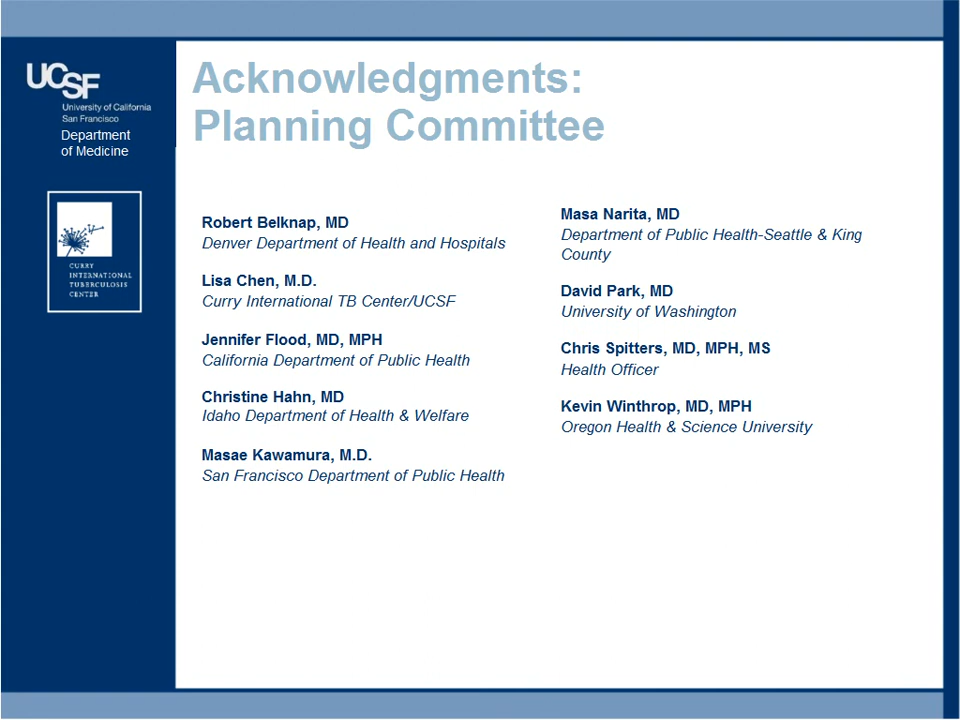 UCSF
University of California
San Francisco
Department
of Medicine
CURRY
INTERNATIONAL
TUBERCULOSIS
CENTER
Acknowledgments:
Planning Committee
Robert Belknap, MD
Denver Department of Health and Hospitals
Lisa Chen, M.D.
Curry International TB Center/UCSF
Jennifer Flood, MD, MPH
California Department of Public Health
Christine Hahn, MD
Idaho Department of Health & Welfare
Masae Kawamura, M.D.
San Francisco Department of Public Health
Masa Narita, MD
Department of Public Health-Seattle & King
County
David Park, MD
University of Washington
Chris Spitters, MD, MPH, MS
Health Officer
Kevin Winthrop, MD, MPH
Oregon Health & Science University